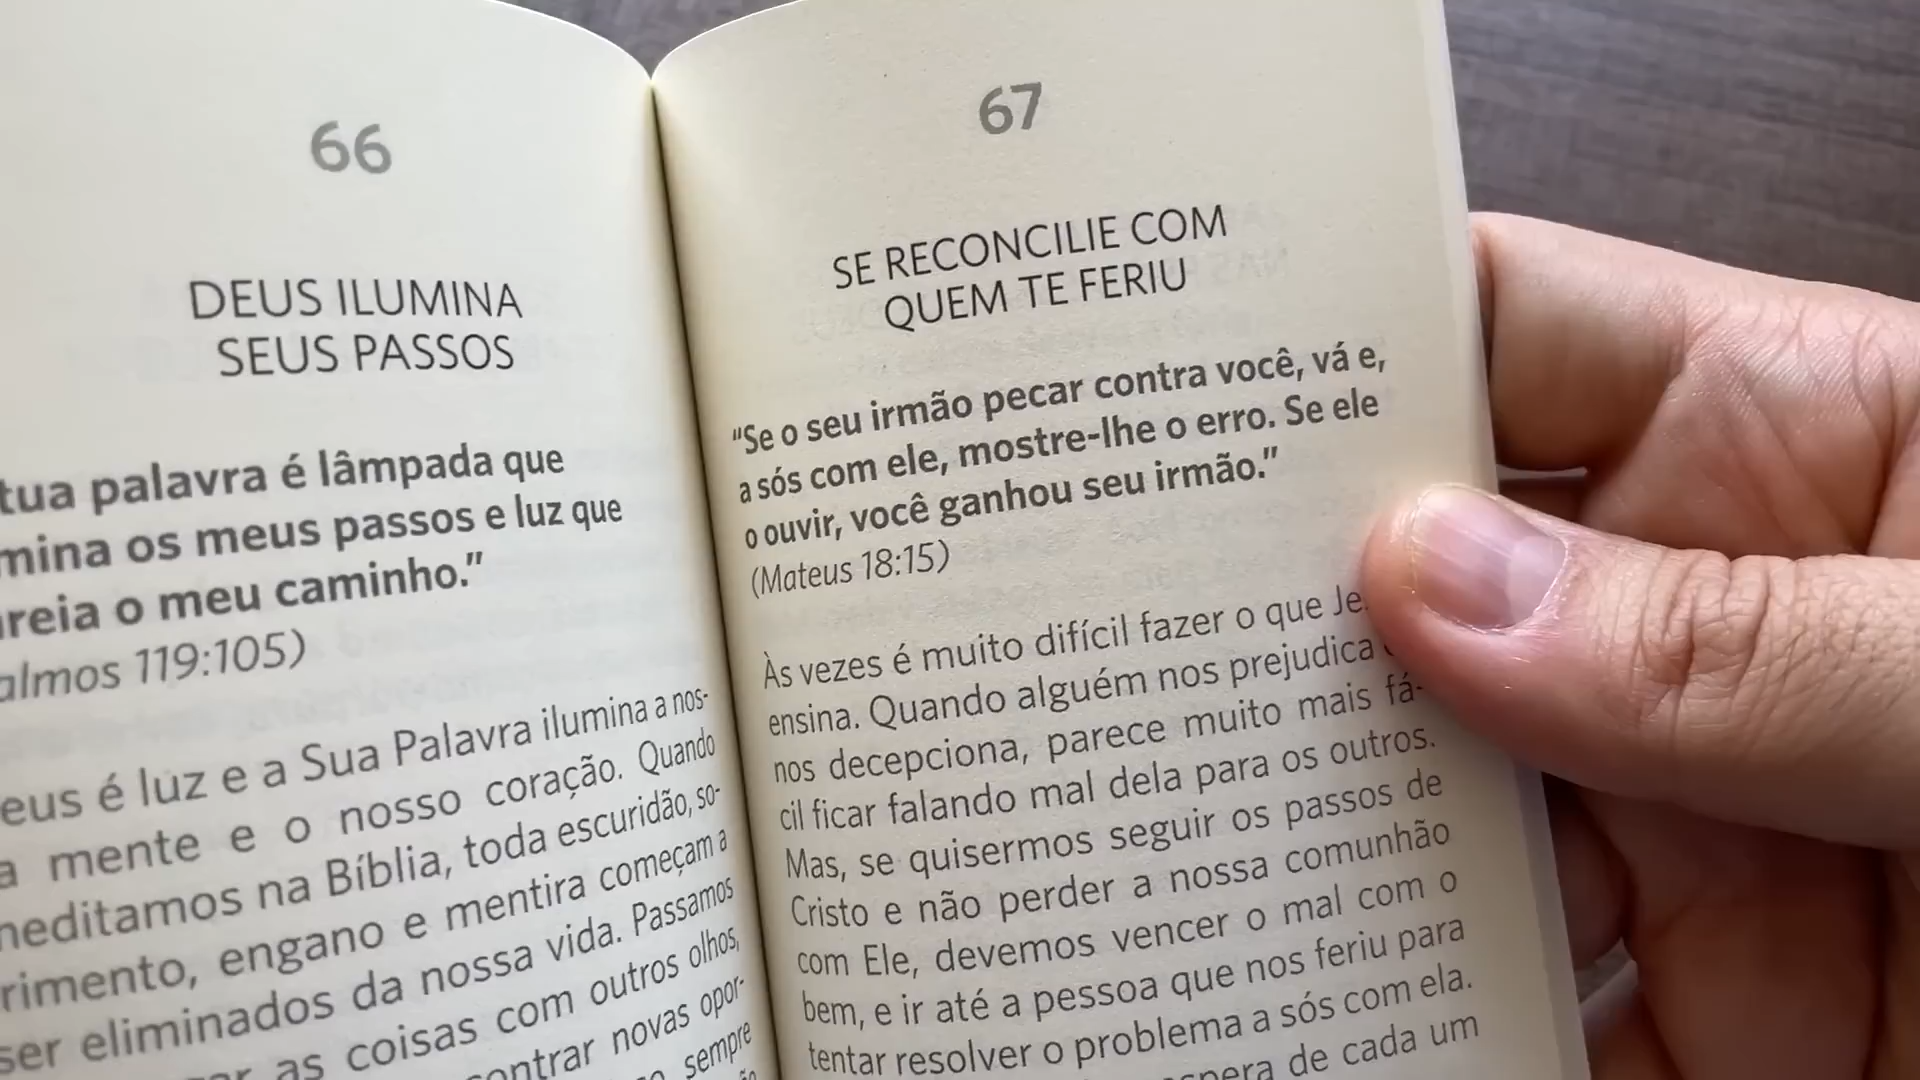 66
DEUS ILUMINA
SEUS PASSOS
tua palavra é lâmpada que
mina os meus passos e luz que
reia o meu caminho.”
almos 119:105)
eus é luz e a Sua Palavra ilumina a nos-
a mente e o nosso coração. Quando
meditamos na Bíblia, toda escuridão, so-
rimento, engano e mentira começam a
ser eliminados da nossa vida. Passamos
as coisas com outros olhos,
contrar novas opor-
sempre
67
SE RECONCILIE COM
QUEM TE FERIU
“Se o seu irmão pecar contra você, vá e,
a sós com ele, mostre-lhe o erro. Se ele
o ouvir, você ganhou seu irmão.”
(Mateus 18:15)
Às vezes é muito difícil fazer o que Je
ensina. Quando alguém nos prejudica
nos decepciona, parece muito mais fá-
cil ficar falando mal dela para os outros.
Mas, se quisermos seguir os passos de
Cristo e não perder a nossa comunhão
com Ele, devemos vencer o mal com o
bem, e ir até a pessoa que nos feriu para
tentar resolver o problema a sós com ela.
de cada um